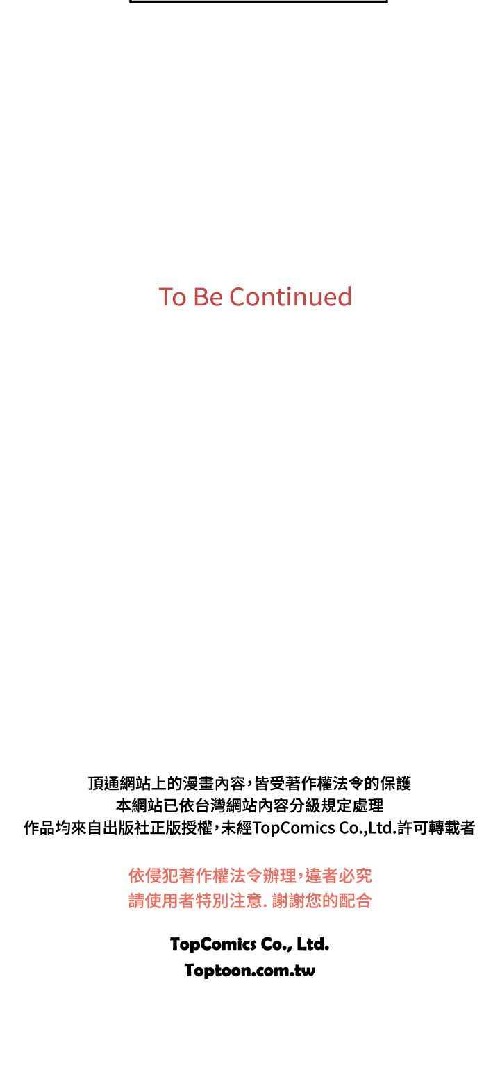 To Be Continued
頂通網站上的漫畫內容，皆受著作權法令的保護
本網站已依台灣網站內容分級規定處理
作品均來自出版社正版授權，未經TopComics Co.,Ltd.許可轉載者
依侵犯著作權法令辦理，違者必究
請使用者特別注意. 謝謝您的配合
TopComics Co., Ltd.
Toptoon.com.tw